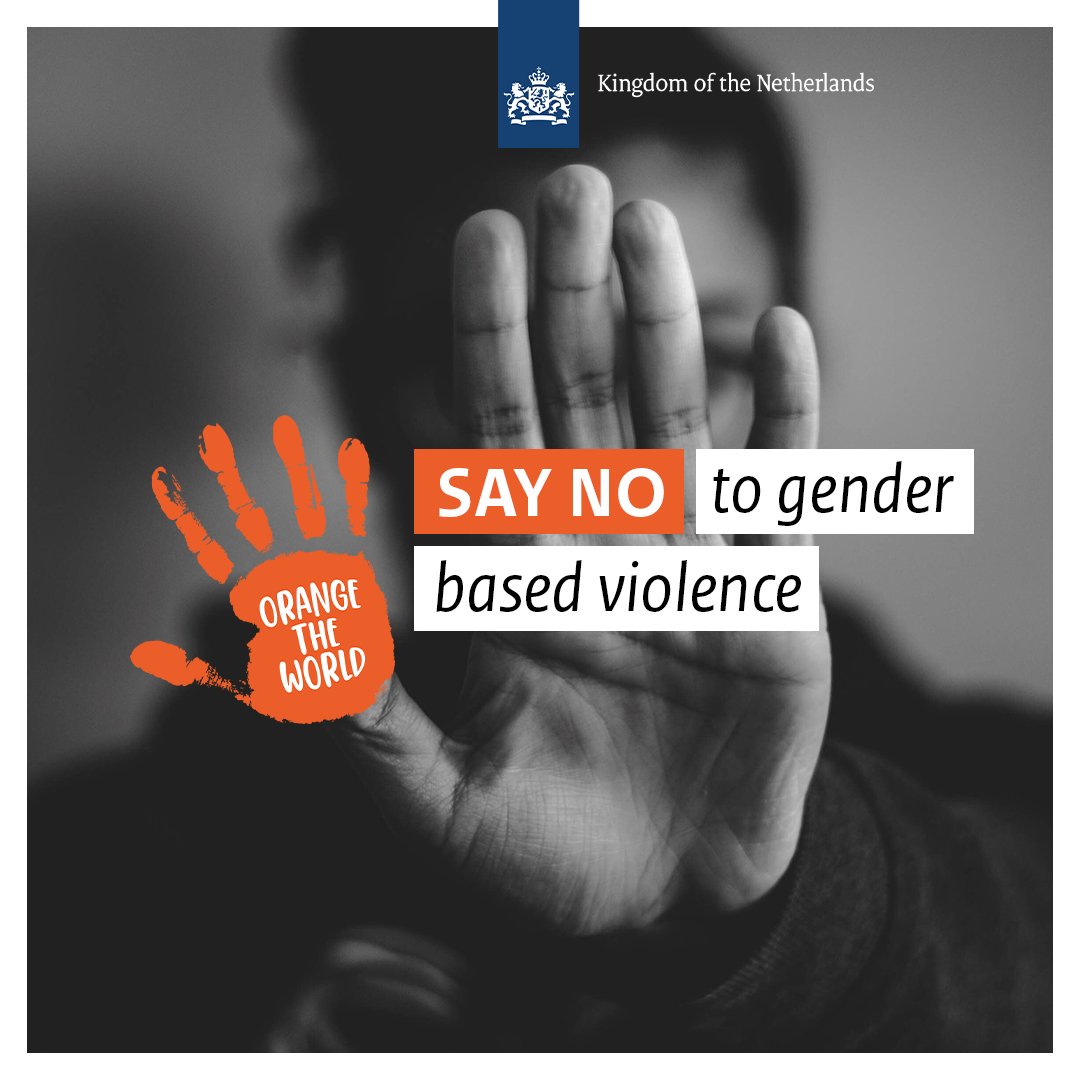 Kingdom of the Netherlands
SAY NO to gender
based violence
ORANGE
THE
WORLD